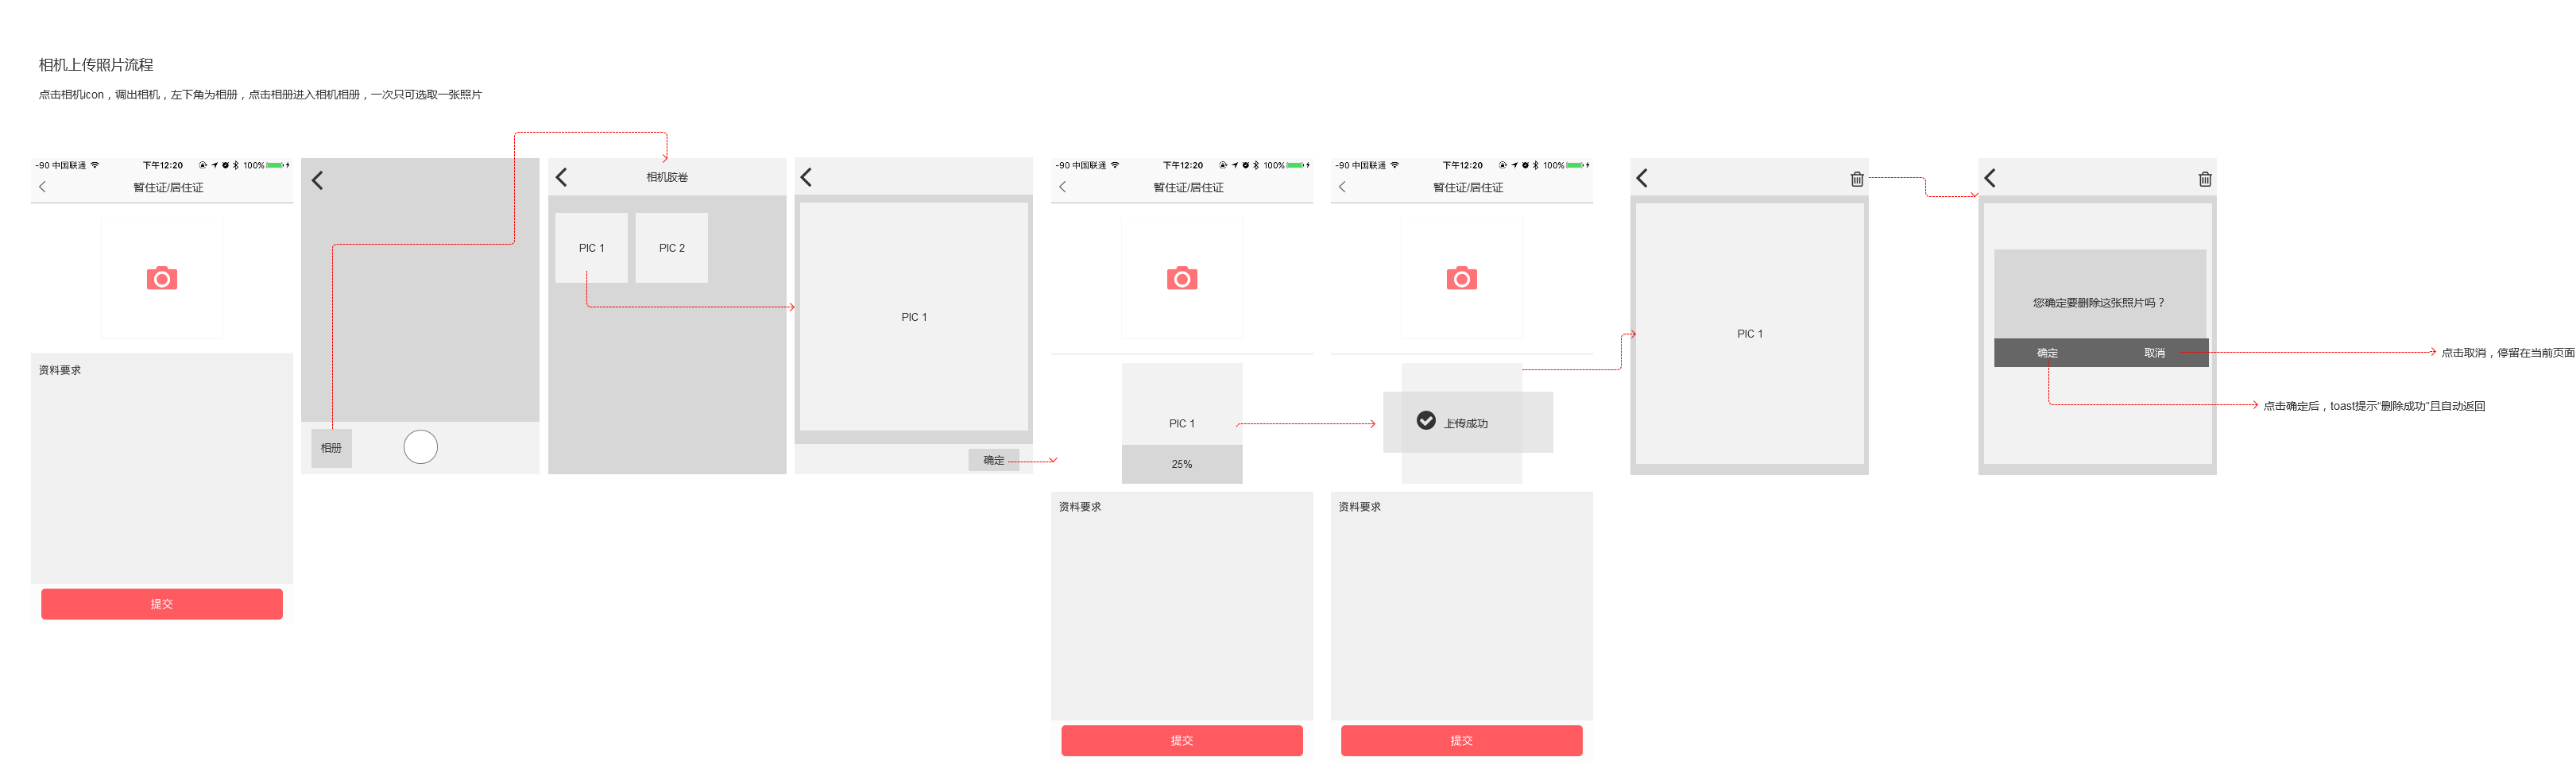 相机上传照片流程
点击相机icon，调出相机，左下角为相册，点击相册进入相机相册，一次只可选取一张照片
-90 中国联通 下午12:20 100%
暂住证/居住证
资料要求
提交
相册
相机胶卷
PIC 1
PIC 2
PIC 1
确定
-90 中国联通 下午12:20 100%
暂住证/居住证
PIC 1
25%
资料要求
提交
-90 中国联通 下午12:20 100%
暂住证/居住证
上传成功
资料要求
提交
PIC 1
您确定要删除这张照片吗？
确定
取消
点击取消，停留在当前页面
点击确定后，toast提示“删除成功”且自动返回